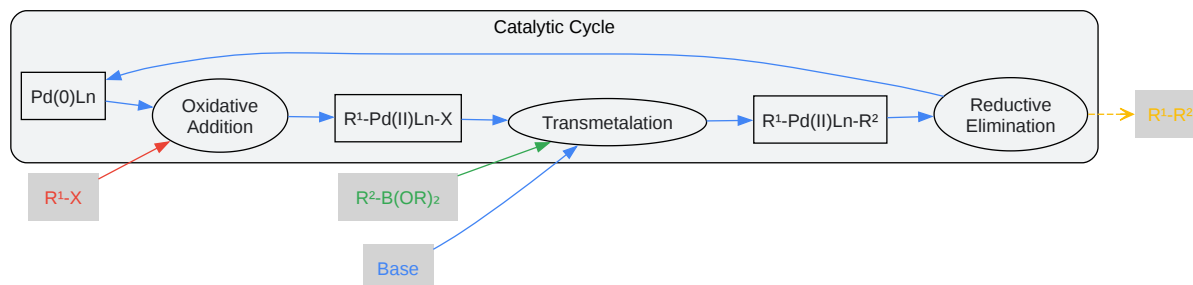 Catalytic Cycle
Pd(0)Ln
Oxidative
Addition
R¹-Pd(II)Ln-X
Transmetalation
R¹-Pd(II)Ln-R²
Reductive
Elimination
R¹-R²
R¹-X
R²-B(OR)₂
Base